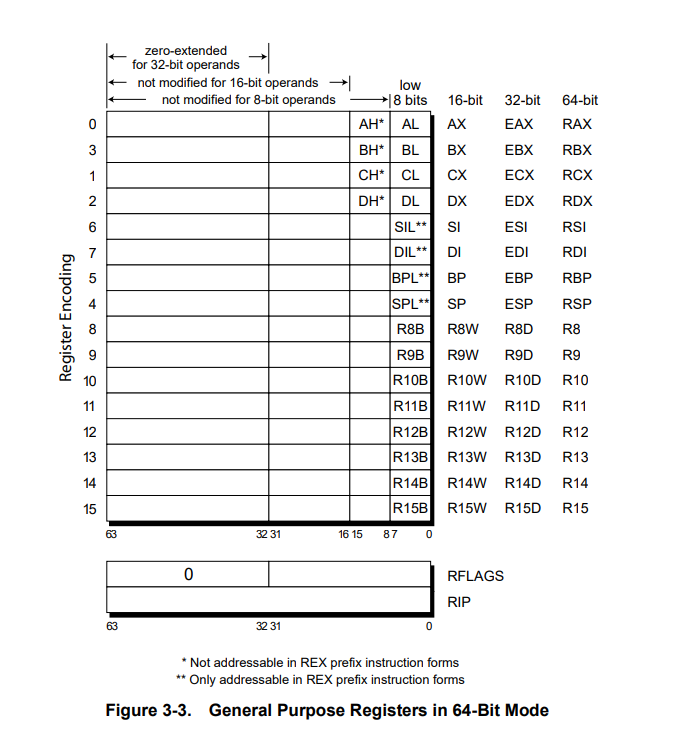 zero-extended
for 32-bit operands
not modified for 16-bit operands
low
not modified for 8-bit operands 8 bits 16-bit 32-bit 64-bit
0 AH* AL AX EAX RAX
3 BH* BL BX EBX RBX
1 CH* CL CX ECX RCX
2 DH* DL DX EDX RDX
6 SIL** SI ESI RSI
7 DIL** DI EDI RDI
5 BPL** BP EBP RBP
4 SPL** SP ESP RSP
8 R8B R8W R8D R8
9 R9B R9W R9D R9
10 R10B R10W R10D R10
11 R11B R11W R11D R11
12 R12B R12W R12D R12
13 R13B R13W R13D R13
14 R14B R14W R14D R14
15 R15B R15W R15D R15
Register Encoding
63 32 31 16 15 8 7 0
0 RFLAGS
RIP
63 32 31 0
* Not addressable in REX prefix instruction forms
** Only addressable in REX prefix instruction forms
Figure 3-3. General Purpose Registers in 64-Bit Mode